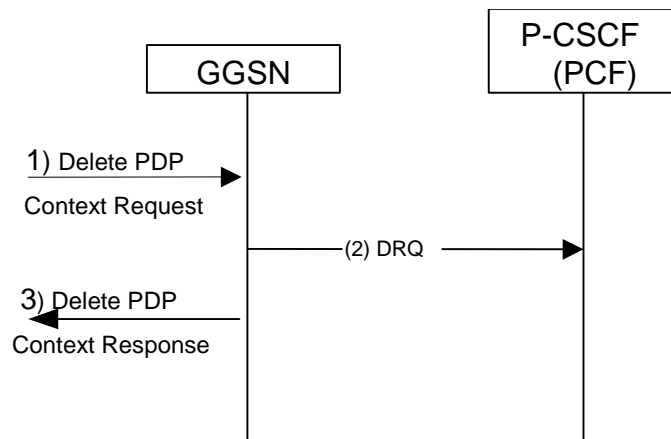 P-CSCF
(PCF)
GGSN
1) Delete PDP
Context Request
(2) DRQ
3) Delete PDP
Context Response